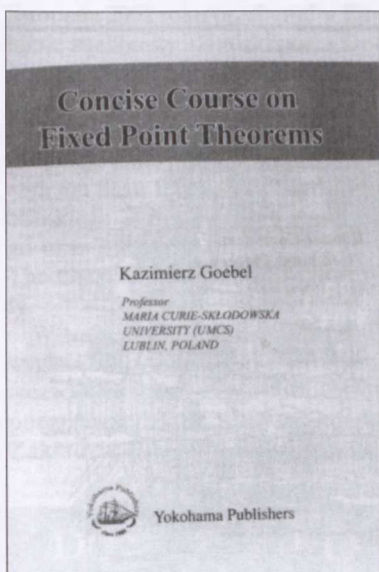 Concise Course on
Fixed Point Theorems
Kazimierz Goebel
Professor
MARIA CURIE-SKŁODOWSKA
UNIVERSITY (UMCS)
LUBLIN, POLAND
Yokohama Publishers